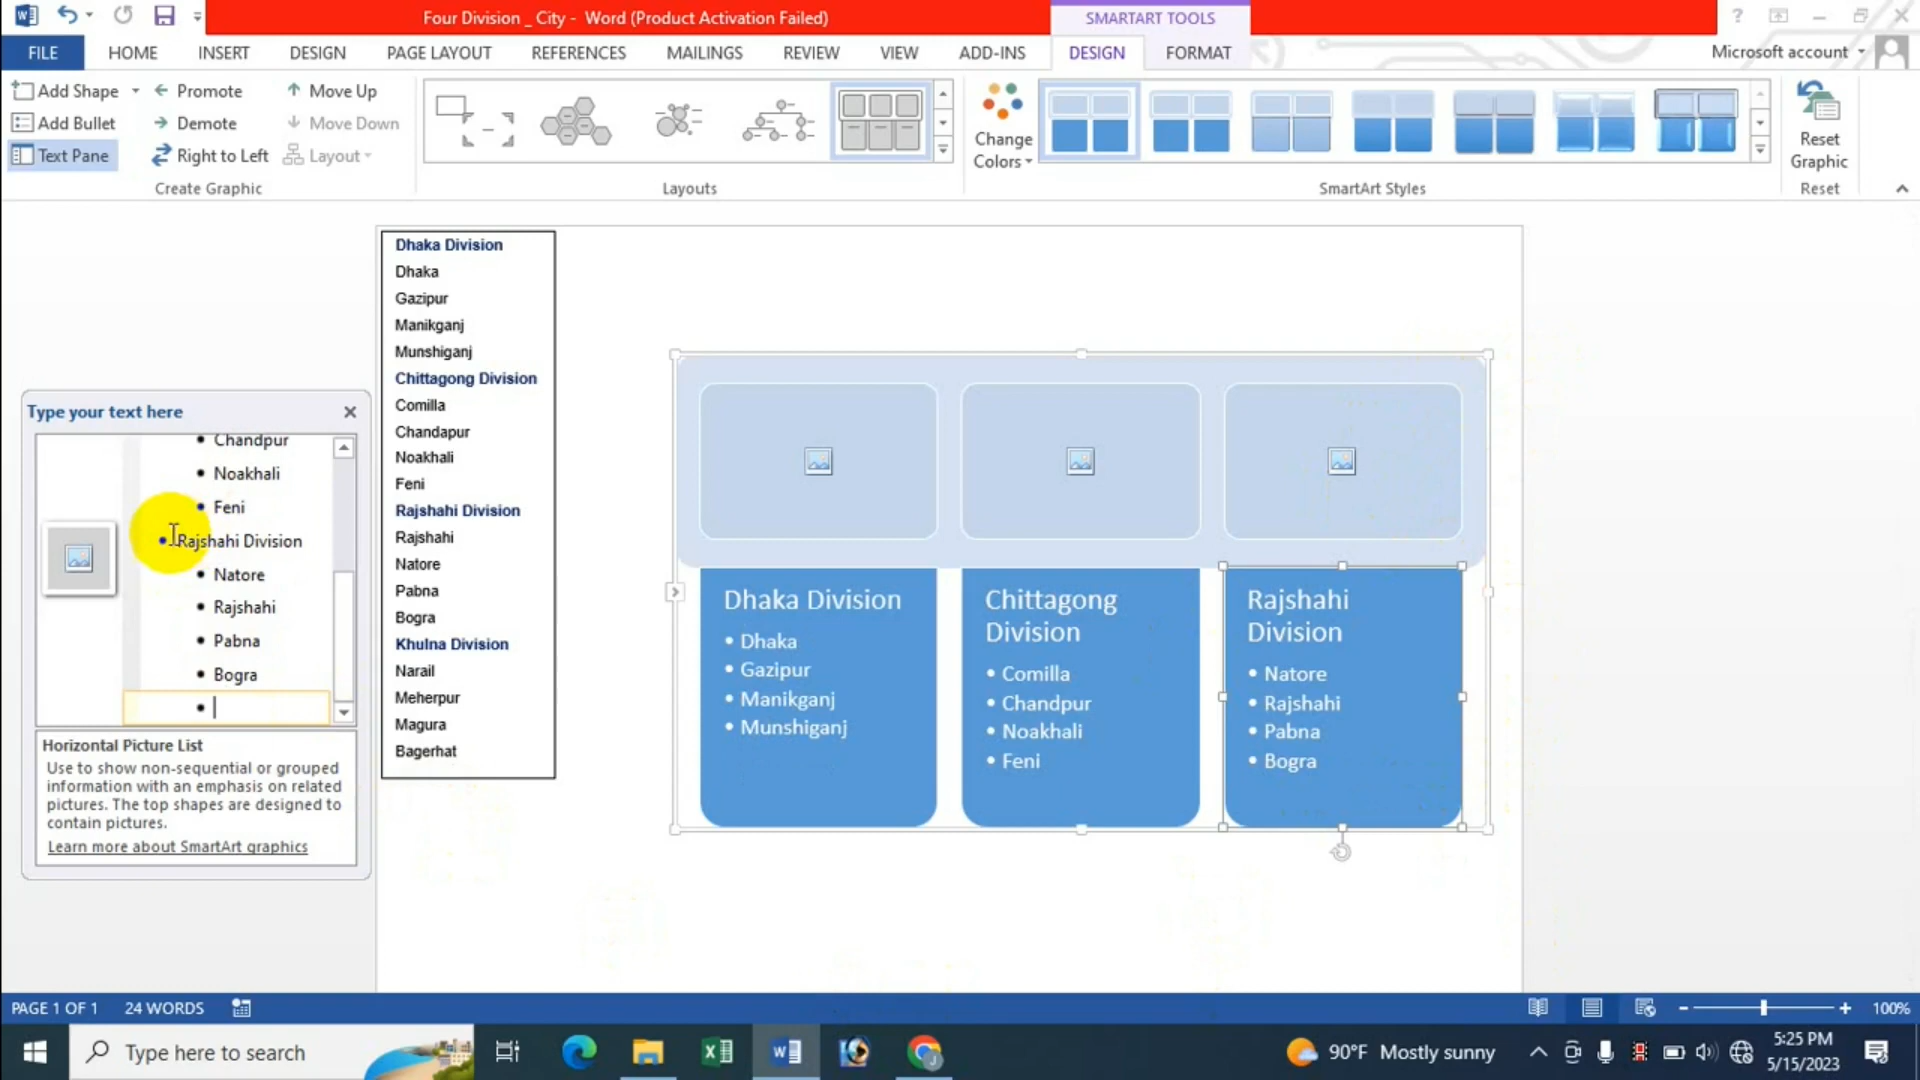 Four Division _ City - Word (Product Activation Failed)
SMARTART TOOLS
?
FILE
HOME
INSERT
DESIGN
PAGE LAYOUT
REFERENCES
MAILINGS
REVIEW
VIEW
ADD-INS
DESIGN
FORMAT
Microsoft account
Add Shape
Promote
Move Up
Add Bullet
Demote
Move Down
Text Pane
Right to Left
Layout
Create Graphic
Layouts
Change
Colors
SmartArt Styles
Reset
Graphic
Reset
Dhaka Division
Dhaka
Gazipur
Manikganj
Munshiganj
Chittagong Division
Comilla
Chandapur
Noakhali
Feni
Rajshahi Division
Rajshahi
Natore
Pabna
Bogra
Khulna Division
Narail
Meherpur
Magura
Bagerhat
Type your text here
• Chandpur
• Noakhali
• Feni
• Rajshahi Division
• Natore
• Rajshahi
• Pabna
• Bogra
•
Horizontal Picture List
Use to show non-sequential or grouped
information with an emphasis on related
pictures. The top shapes are designed to
contain pictures.
Learn more about SmartArt graphics
Dhaka Division
• Dhaka
• Gazipur
• Manikganj
• Munshiganj
Chittagong
Division
• Comilla
• Chandpur
• Noakhali
• Feni
Rajshahi
Division
• Natore
• Rajshahi
• Pabna
• Bogra
PAGE 1 OF 1
24 WORDS
100%
Type here to search
90°F Mostly sunny
5:25 PM
5/15/2023